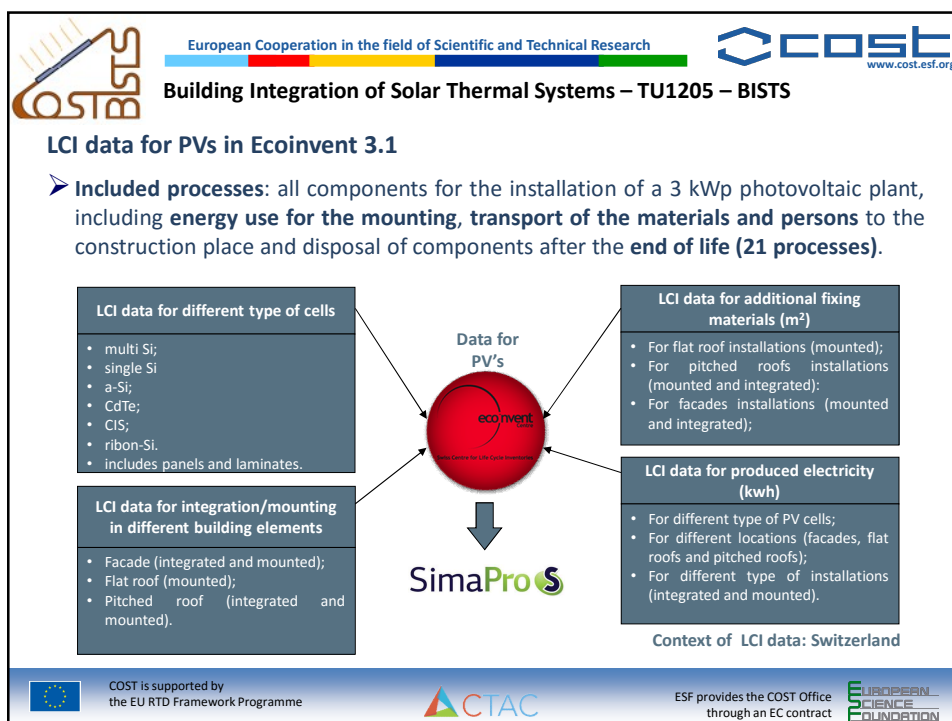 COSTBISTS
European Cooperation in the field of Scientific and Technical Research
cost
www.cost.esf.org
Building Integration of Solar Thermal Systems – TU1205 – BISTS
LCI data for PVs in Ecoinvent 3.1
➢ Included processes: all components for the installation of a 3 kWp photovoltaic plant,
including energy use for the mounting, transport of the materials and persons to the
construction place and disposal of components after the end of life (21 processes).
LCI data for different type of cells
• multi Si;
• single Si
• a-Si;
• CdTe;
• CIS;
• ribon-Si.
• includes panels and laminates.
LCI data for integration/mounting
in different building elements
• Facade (integrated and mounted);
• Flat roof (mounted);
• Pitched roof (integrated and
mounted).
Data for
PV's
ecoinvent
Centre
Swiss Centre for Life Cycle Inventories
SimaPro S
LCI data for additional fixing
materials (m²)
• For flat roof installations (mounted);
• For pitched roofs installations
(mounted and integrated):
• For facades installations (mounted
and integrated);
LCI data for produced electricity
(kwh)
• For different type of PV cells;
• For different locations (facades, flat
roofs and pitched roofs);
• For different type of installations
(integrated and mounted).
Context of LCI data: Switzerland
COST is supported by
the EU RTD Framework Programme
CTAC
ESF provides the COST Office
through an EC contract
EUROPEAN
SCIENCE
FOUNDATION